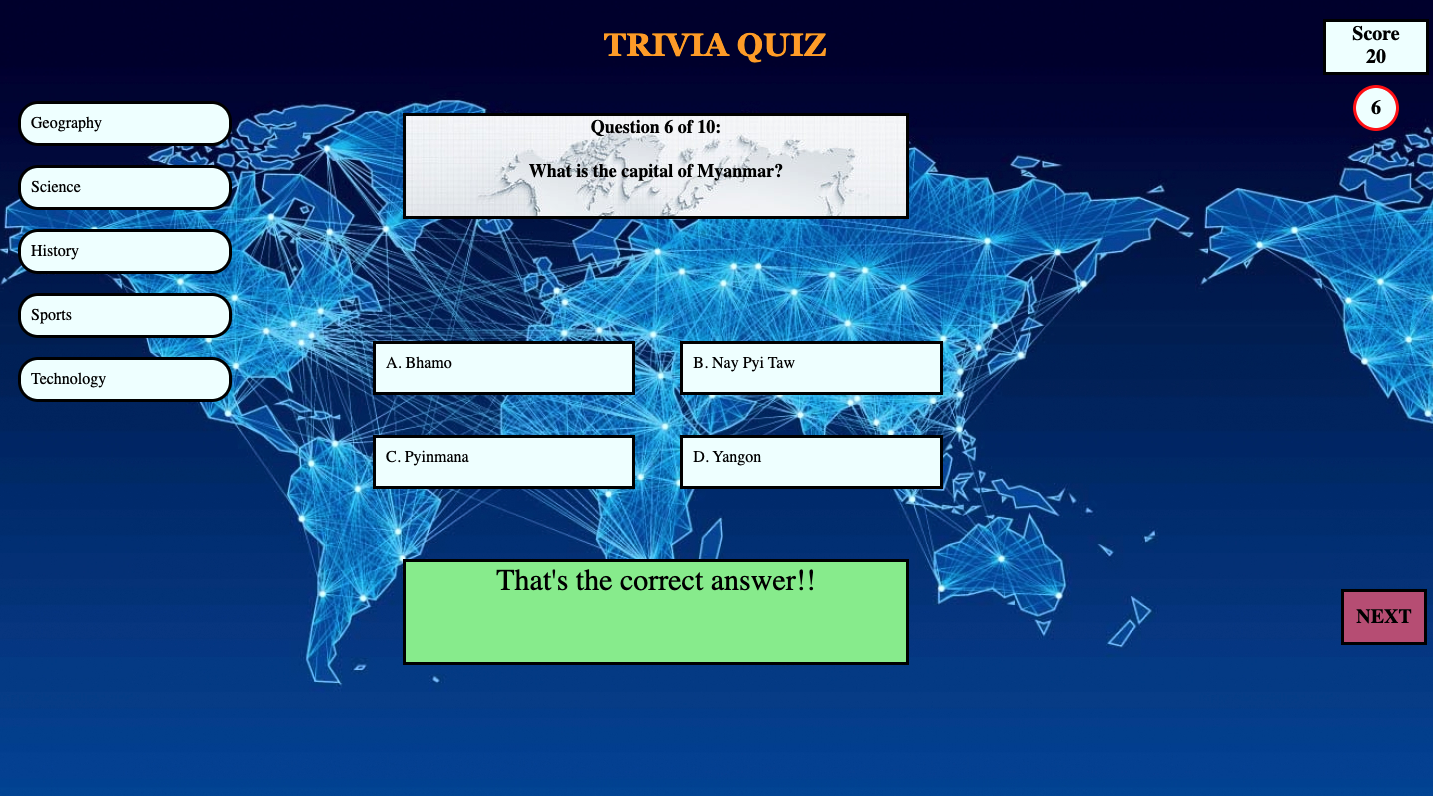 TRIVIA QUIZ
Score
20
6
Geography
Science
History
Sports
Technology
Question 6 of 10:
What is the capital of Myanmar?
A. Bhamo
B. Nay Pyi Taw
C. Pyinmana
D. Yangon
That's the correct answer!!
NEXT